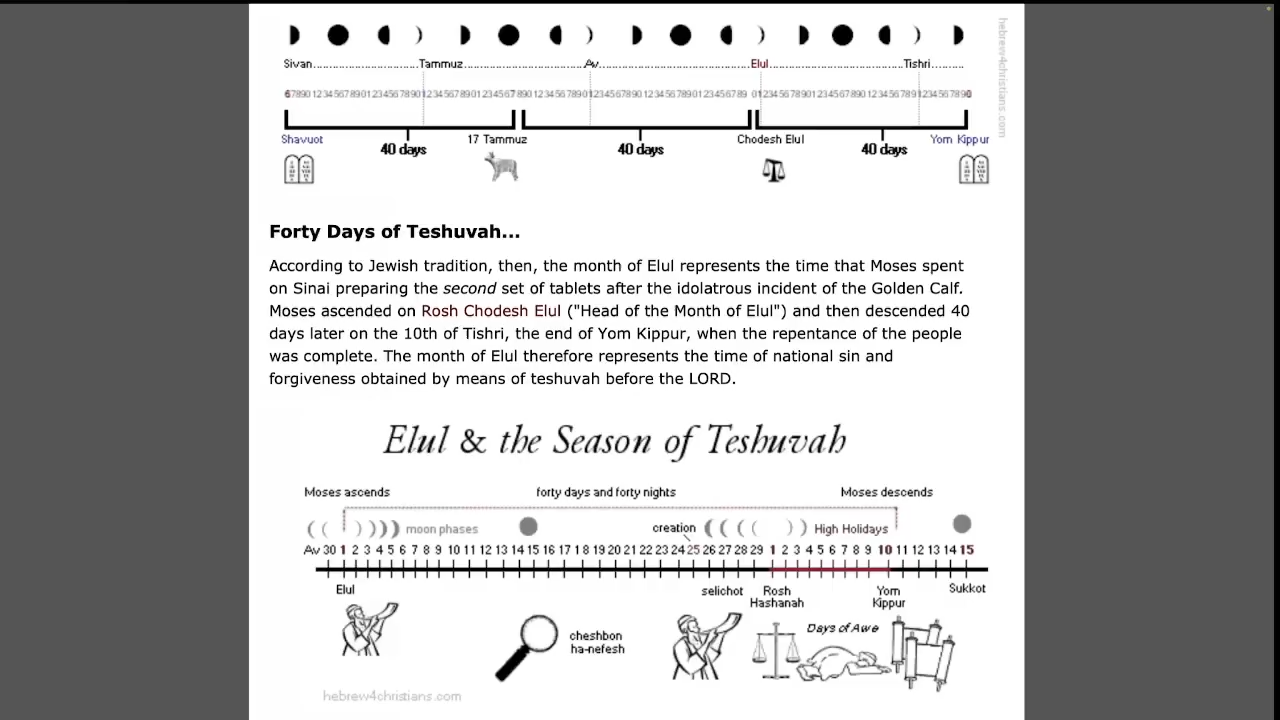 Sivan........................Tammuz...........................Av.................................Elul.............................Tishri..........
Shavuot 17 Tammuz Chodesh Elul Yom Kippur
40 days 40 days 40 days
hebrew4christians.com
Forty Days of Teshuvah...
According to Jewish tradition, then, the month of Elul represents the time that Moses spent
on Sinai preparing the second set of tablets after the idolatrous incident of the Golden Calf.
Moses ascended on Rosh Chodesh Elul ("Head of the Month of Elul") and then descended 40
days later on the 10th of Tishri, the end of Yom Kippur, when the repentance of the people
was complete. The month of Elul therefore represents the time of national sin and
forgiveness obtained by means of teshuvah before the LORD.
Elul & the Season of Teshuvah
Moses ascends forty days and forty nights Moses descends
moon phases creation High Holidays
Av 30 1 2 3 4 5 6 7 8 9 10 11 12 13 14 15 16 17 18 19 20 21 22 23 24 25 26 27 28 29 1 2 3 4 5 6 7 8 9 10 11 12 13 14 15
Elul selichot Rosh Hashanah Yom Kippur Sukkot
Days of Awe
cheshbon
ha-nefesh
hebrew4christians.com